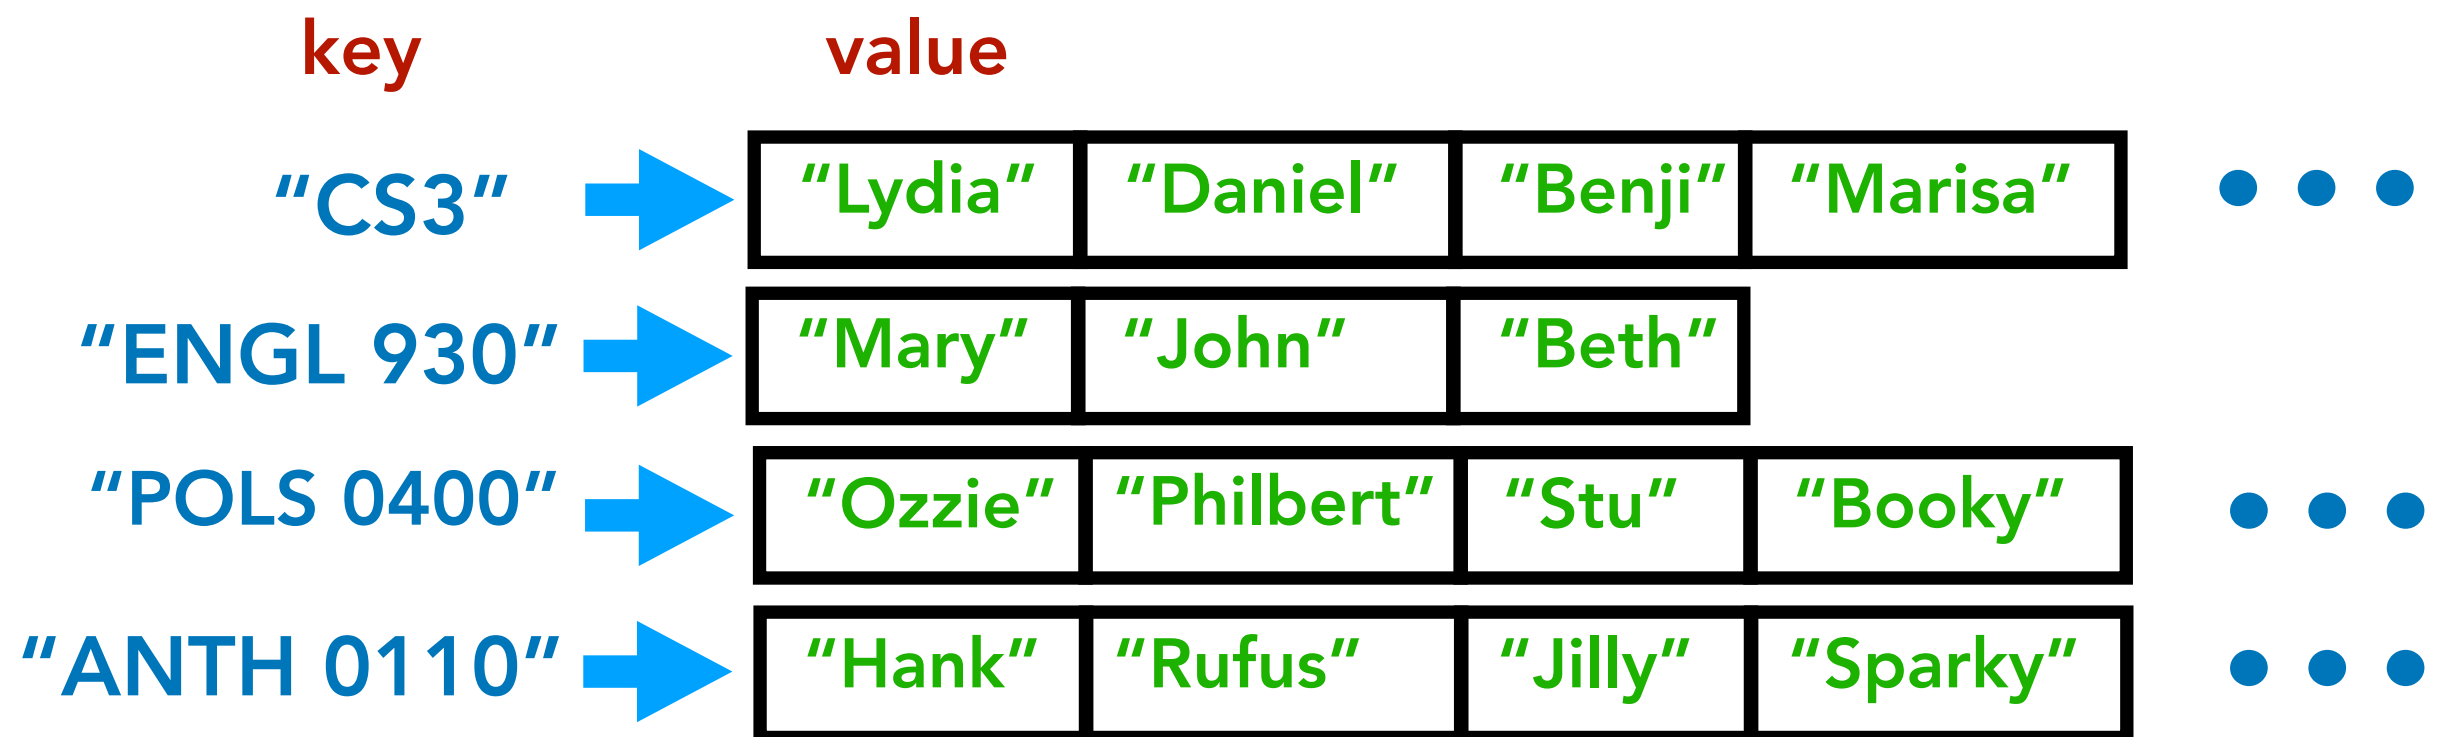 key value
“CS3” “Lydia” “Daniel” “Benji” “Marisa”
“ENGL 930” “Mary” “John” “Beth”
“POLS 0400” “Ozzie” “Philbert” “Stu” “Booky”
“ANTH 0110” “Hank” “Rufus” “Jilly” “Sparky”